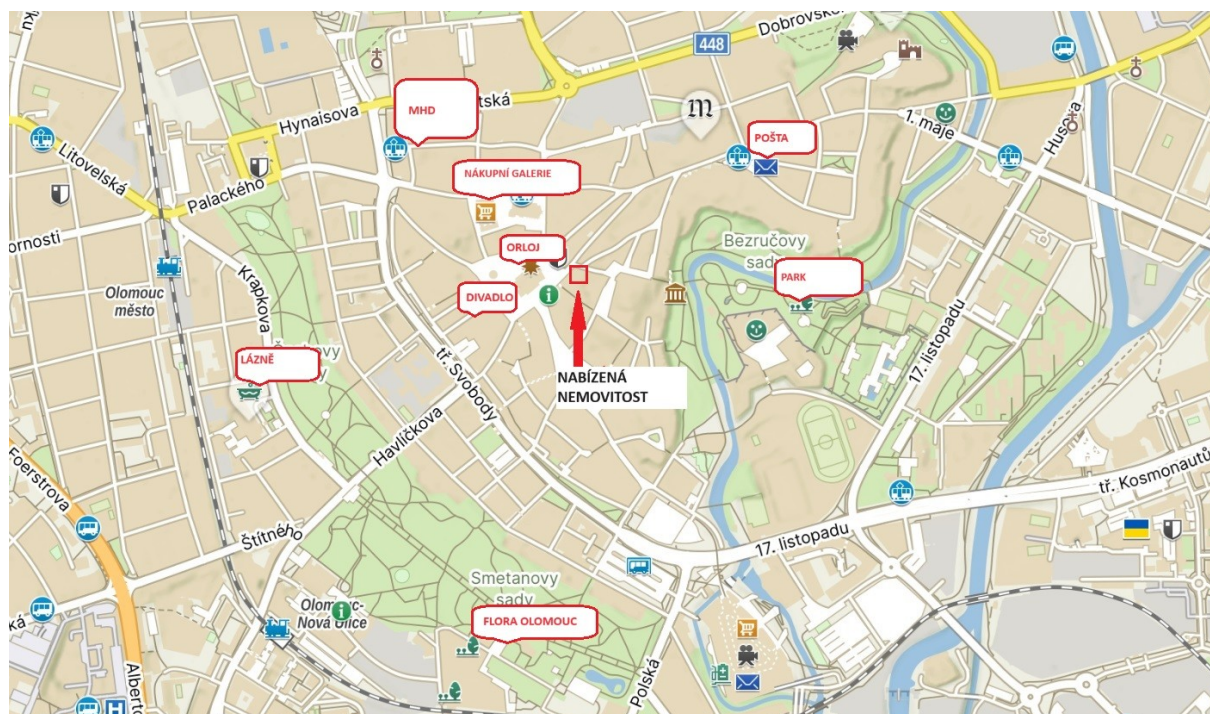 448
Dobrovské
Hynaisova
MHD
tská
Litovelská
Palackého
POŠTA
1. máje
Husova
NÁKUPNÍ GALERIE
ornosti
Krapkova
ORLOJ
Bezručovy
sady
PARK
Olomouc
město
DIVADLO
17. listopadu
LÁZNĚ
tř. Svobody
NABÍZENÁ
NEMOVITOST
Havlíčkova
Foerstrova
Štítného
tř. Kosmonautů
17. listopadu
Smetanovy
sady
Olomouc-
Nová Ulice
FLORA OLOMOUC
Polská
Alberto
H